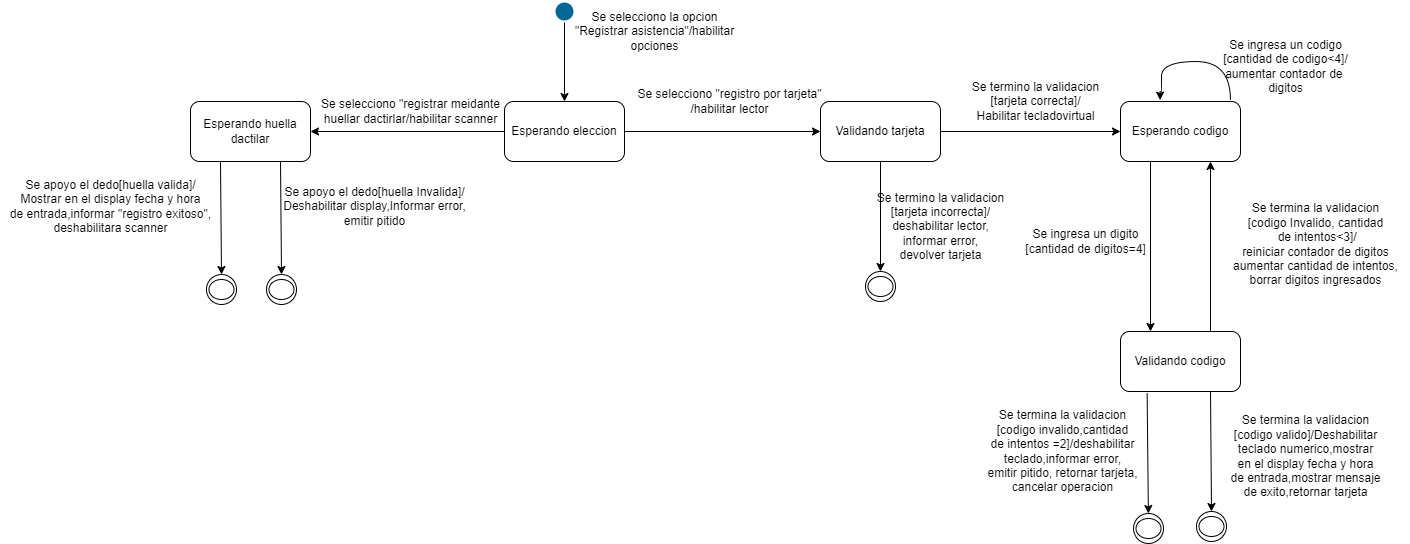 Se selecciono la opcion
"Registrar asistencia"/habilitar
opciones
Se ingresa un codigo
[cantidad de codigo<4]/
aumentar contador de
digitos
Se selecciono "registrar meidante
huellar dactirlar/habilitar scanner
Se selecciono "registro por tarjeta"
/habilitar lector
Se termino la validacion
[tarjeta correcta]/
Habilitar tecladovirtual
Esperando huella
dactilar
Esperando eleccion
Validando tarjeta
Esperando codigo
Se apoyo el dedo[huella valida]/
Mostrar en el display fecha y hora
de entrada,informar "registro exitoso",
deshabilitara scanner
Se apoyo el dedo[huella Invalida]/
Deshabilitar display,Informar error,
emitir pitido
Se termino la validacion
[tarjeta incorrecta]/
deshabilitar lector,
informar error,
devolver tarjeta
Se ingresa un digito
[cantidad de digitos=4]
Se termina la validacion
[codigo Invalido, cantidad
de intentos<3]/
reiniciar contador de digitos
aumentar cantidad de intentos,
borrar digitos ingresados
Validando codigo
Se termina la validacion
[codigo invalido,cantidad
de intentos =2]/deshabilitar
teclado,informar error,
emitir pitido, retornar tarjeta,
cancelar operacion
Se termina la validacion
[codigo valido]/Deshabilitar
teclado numerico,mostrar
en el display fecha y hora
de entrada,mostrar mensaje
de exito,retornar tarjeta